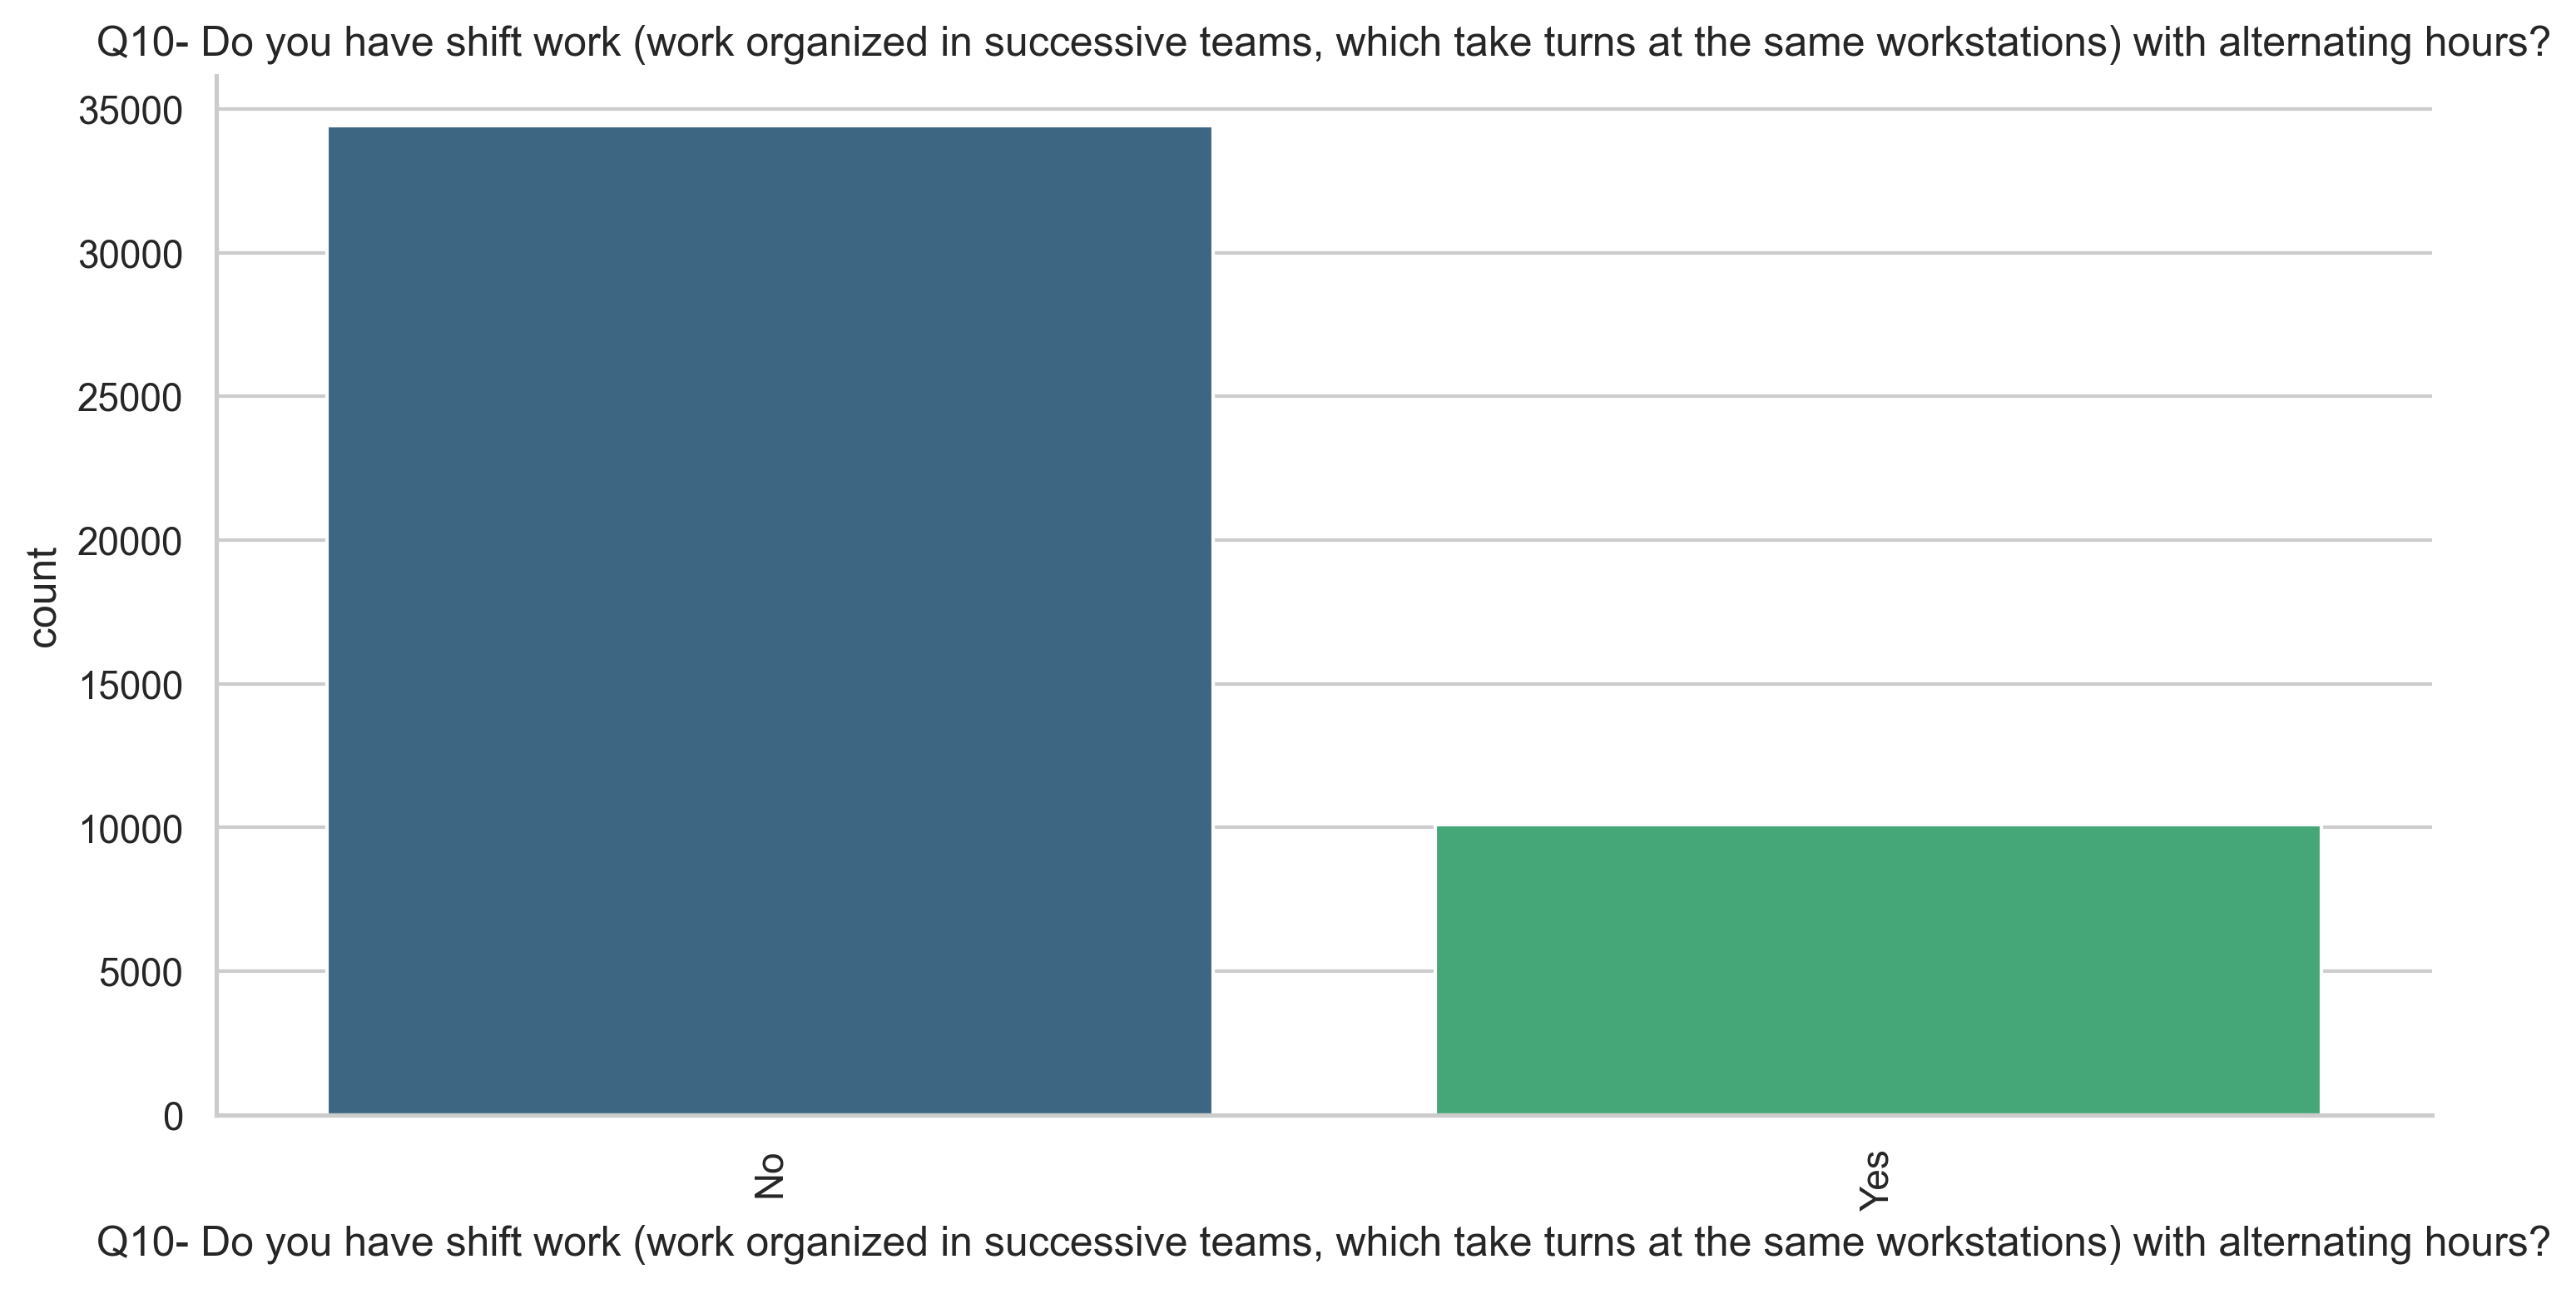 Q10- Do you have shift work (work organized in successive teams, which take turns at the same workstations) with alternating hours?
35000
30000
25000
20000
15000
10000
5000
0
count
No
Yes
Q10- Do you have shift work (work organized in successive teams, which take turns at the same workstations) with alternating hours?